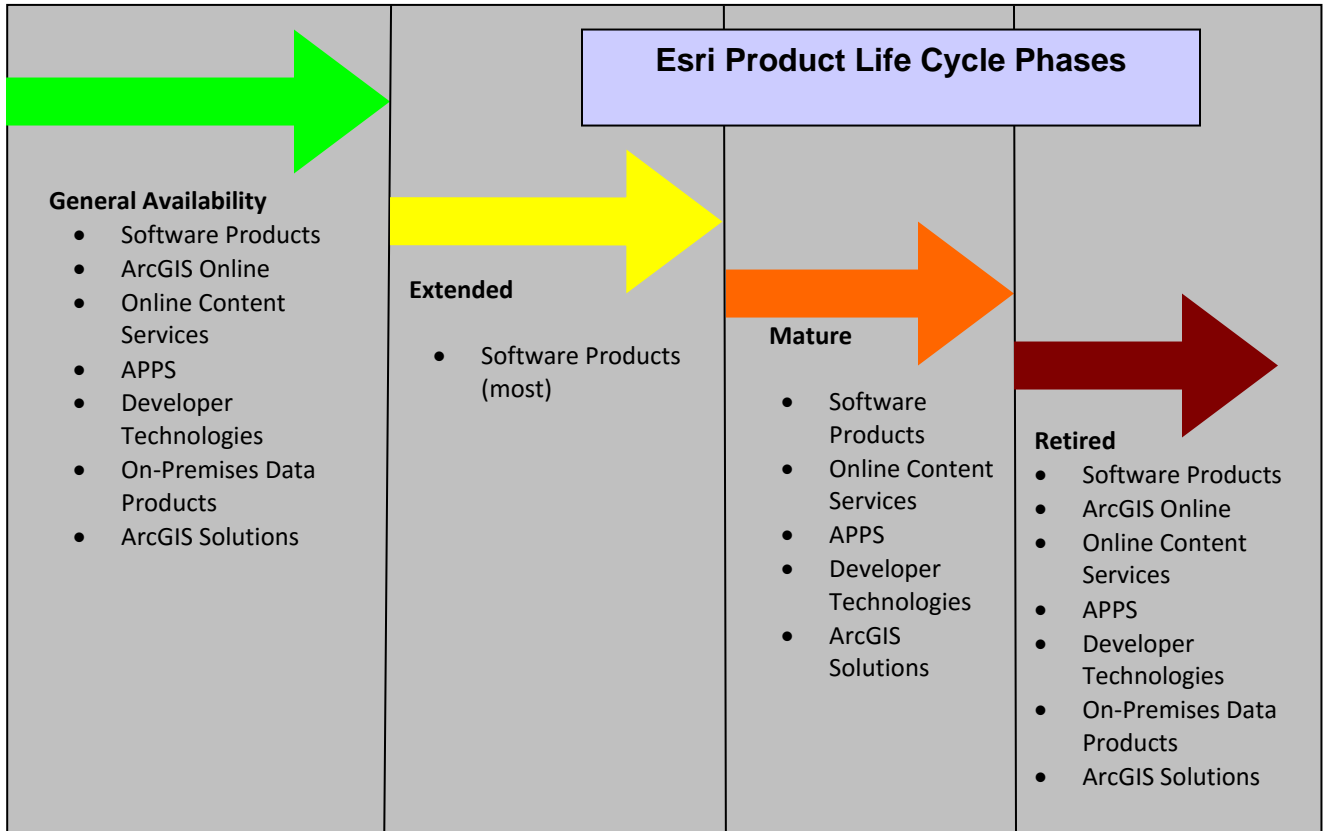 Esri Product Life Cycle Phases
General Availability
• Software Products
• ArcGIS Online
• Online Content
Services
• APPS
• Developer
Technologies
• On-Premises Data
Products
• ArcGIS Solutions
Extended
• Software Products
(most)
Mature
• Software
Products
• Online Content
Services
• APPS
• Developer
Technologies
• ArcGIS
Solutions
Retired
• Software Products
• ArcGIS Online
• Online Content
Services
• APPS
• Developer
Technologies
• On-Premises Data
Products
• ArcGIS Solutions